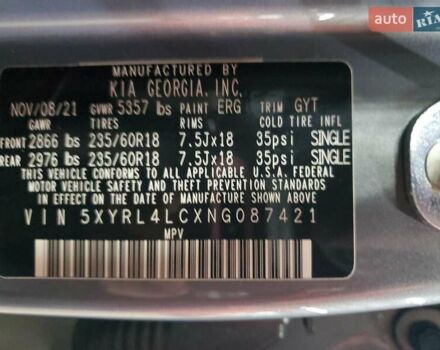 RIA
MANUFACTURED BY
KIA GEORGIA, INC.
NOV/08/21 GVWR 5357 lbs PAINT ERG TRIM GYT
GAWR TIRES RIMS COLD TIRE INFL
FRONT 2866 lbs 235/60R18 7.5Jx18 35psi SINGLE
REAR 2976 lbs 235/60R18 7.5Jx18 35psi SINGLE
THIS VEHICLE CONFORMS TO ALL APPLICABLE U.S.A. FEDERAL
MOTOR VEHICLE SAFETY, BUMPER, AND THEFT PREVENTION STANDARDS
IN EFFECT ON THE DATE OF MANUFACTURE SHOWN ABOVE.
VIN 5XYRL4LCXNG087421
MPV